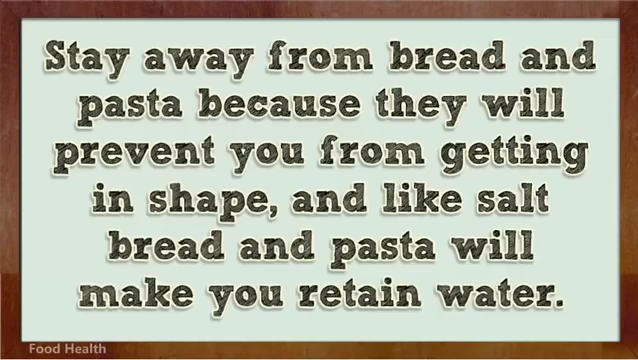 Stay away from bread and
pasta because they will
prevent you from getting
in shape, and like salt
bread and pasta will
make you retain water.
Food Health